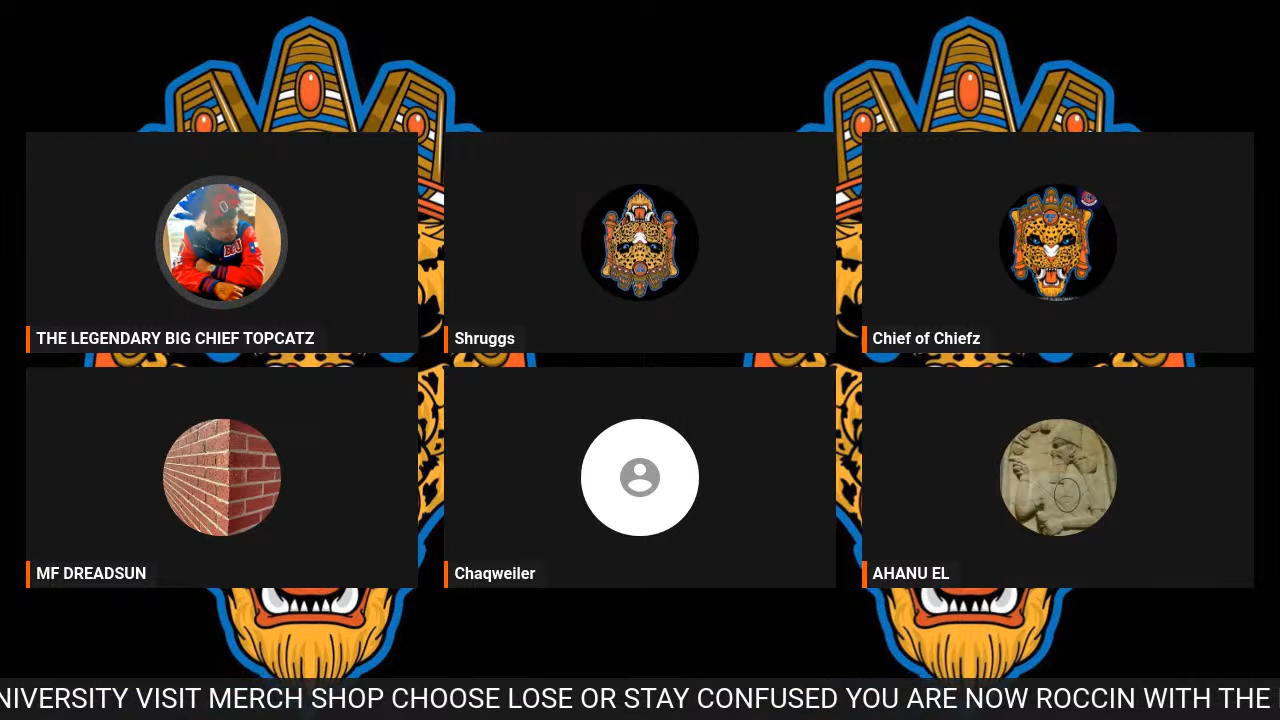 THE LEGENDARY BIG CHIEF TOPCATZ
Shruggs
Chief of Chiefz
MF DREADSUN
Chaqweiler
AHANU EL
NIVERSITY VISIT MERCH SHOP CHOOSE LOSE OR STAY CONFUSED YOU ARE NOW ROCCIN WITH THE